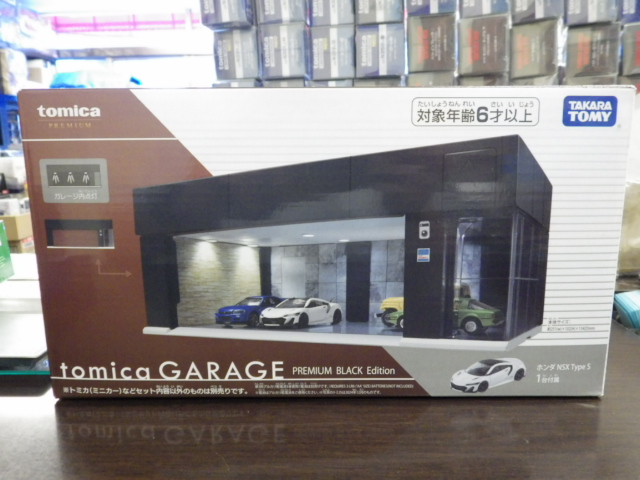 tomica
PREMIUM
たいしょうねんれい さい いじょう
対象年齢6才以上
TAKARA
TOMY
ガレージ内点灯
tomica GARAGE PREMIUM BLACK Edition
ホンダ NSX Type S
1台付属
※トミカ(ミニカー)などセット内容以外のものは別売りです。